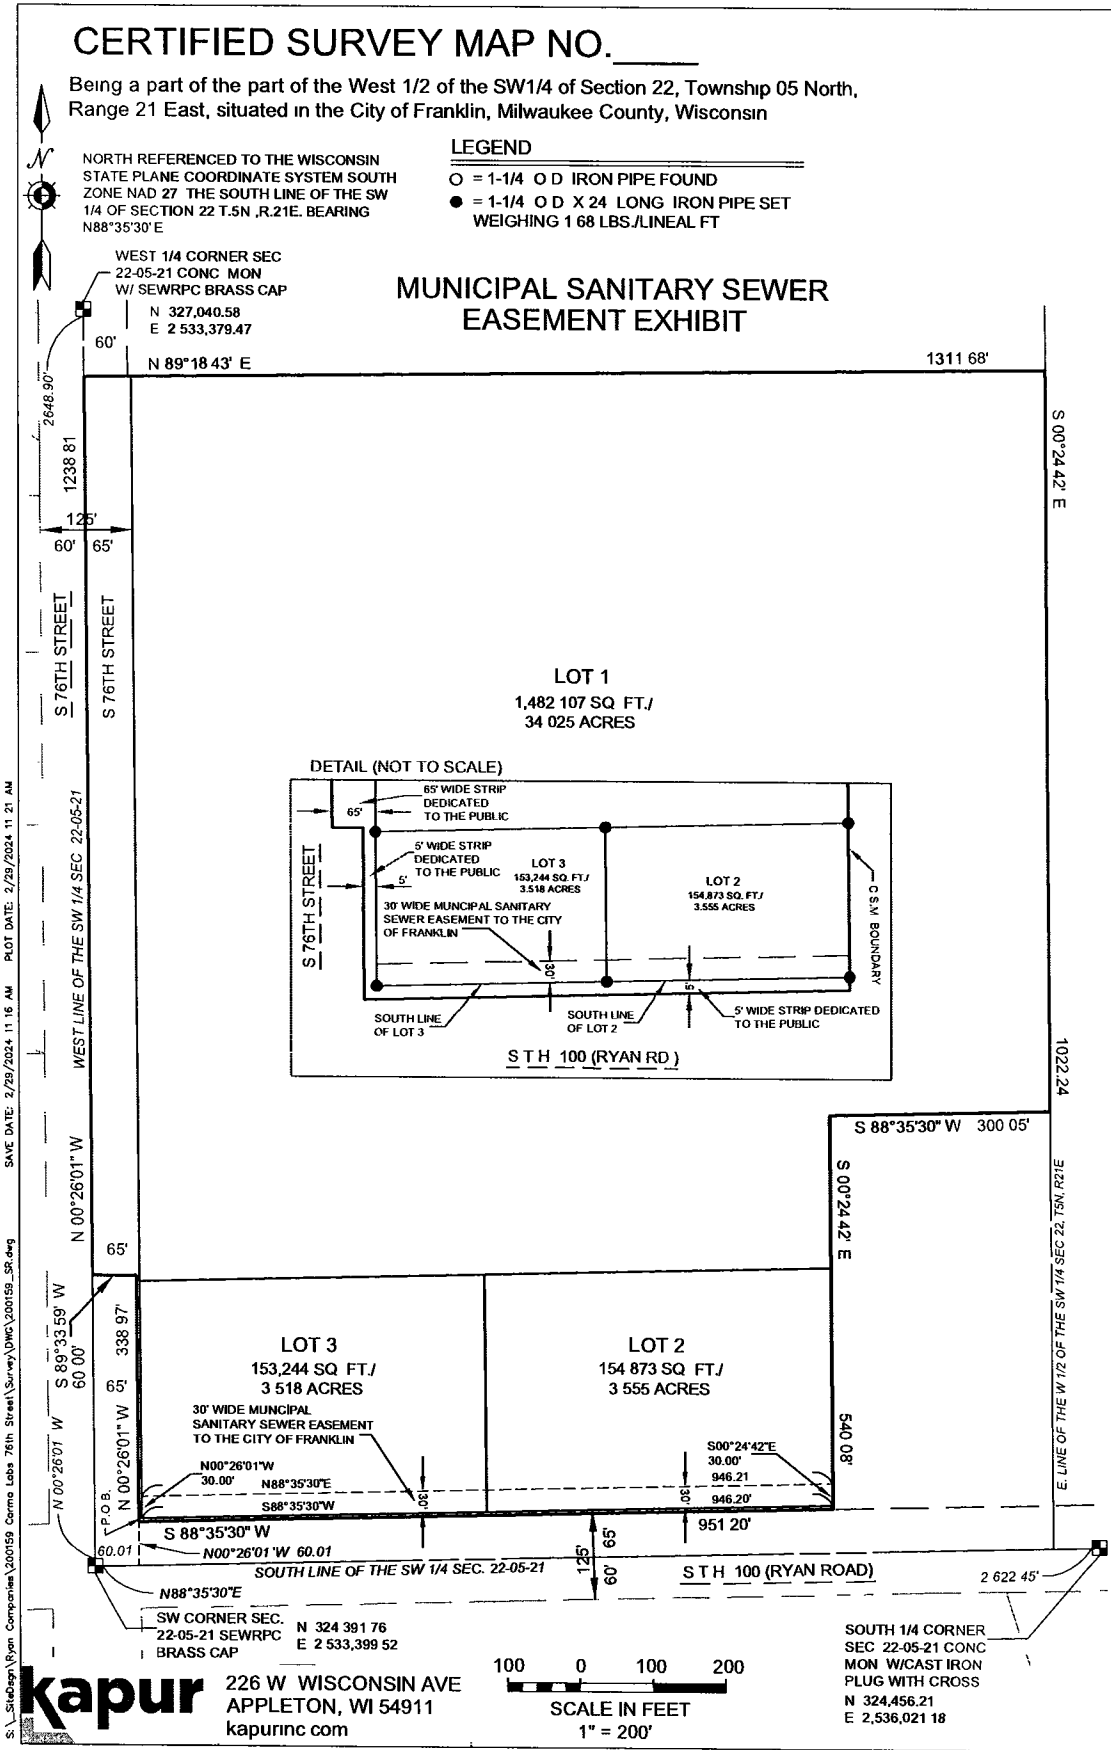 CERTIFIED SURVEY MAP NO.
Being a part of the part of the West 1/2 of the SW1/4 of Section 22, Township 05 North,
Range 21 East, situated in the City of Franklin, Milwaukee County, Wisconsin
N
NORTH REFERENCED TO THE WISCONSIN
STATE PLANE COORDINATE SYSTEM SOUTH
ZONE NAD 27 THE SOUTH LINE OF THE SW
1/4 OF SECTION 22 T.5N ,R.21E. BEARING
N88°35'30'E
LEGEND
= 1-1/4 O D IRON PIPE FOUND
= 1-1/4 O D X 24 LONG IRON PIPE SET
WEIGHING 1 68 LBS./LINEAL FT
WEST 1/4 CORNER SEC
22-05-21 CONC MON
W/ SEWRPC BRASS CAP
N 327,040.58
E 2 533,379.47
MUNICIPAL SANITARY SEWER
EASEMENT EXHIBIT
60'
N 89°18 43' E
1311 68'
2648.90'
1238 81
S 00°24 42' E
125'
60' 65'
S 76TH STREET
S 76TH STREET
LOT 1
1,482 107 SQ FT./
34 025 ACRES
DETAIL (NOT TO SCALE)
65' WIDE STRIP
DEDICATED
TO THE PUBLIC
65'
5' WIDE STRIP
DEDICATED
TO THE PUBLIC
5'
S 76TH STREET
LOT 3
153,244 SQ. FT./
3.518 ACRES
LOT 2
154,873 SQ. FT./
3.555 ACRES
30' WIDE MUNCIPAL SANITARY
SEWER EASEMENT TO THE CITY
OF FRANKLIN
C S.M BOUNDARY
30'
5'
SOUTH LINE
OF LOT 3
SOUTH LINE
OF LOT 2
5' WIDE STRIP DEDICATED
TO THE PUBLIC
S T H 100 (RYAN RD )
WEST LINE OF THE SW 1/4 SEC 22-05-21
N 00°26'01" W
1022.24
S 88°35'30" W 300 05'
S 00°24 42' E
E. LINE OF THE W 1/2 OF THE SW 1/4 SEC 22, T5N, R21E
65'
S 89°33 59' W
60 00'
338 97'
65'
N 00°26'01" W
LOT 3
153,244 SQ FT./
3 518 ACRES
LOT 2
154 873 SQ FT./
3 555 ACRES
30' WIDE MUNCIPAL
SANITARY SEWER EASEMENT
TO THE CITY OF FRANKLIN
540 08'
N00°26'01"W
30.00'
N88°35'30"E
S88°35'30"W
30'
S00°24'42"E
30.00'
946.21
946.20'
30'
N 00°26'01 W
P.O B.
S 88°35'30" W
951 20'
60.01
N00°26'01 'W 60.01
SOUTH LINE OF THE SW 1/4 SEC. 22-05-21
125'
65'
60'
S T H 100 (RYAN ROAD)
2 622 45'
N88°35'30"E
SW CORNER SEC.
22-05-21 SEWRPC
BRASS CAP
N 324 391 76
E 2 533,399 52
SOUTH 1/4 CORNER
SEC 22-05-21 CONC
MON W/CAST IRON
PLUG WITH CROSS
N 324,456.21
E 2,536,021 18
kapur
226 W WISCONSIN AVE
APPLETON, WI 54911
kapurinc com
100 0 100 200
SCALE IN FEET
1" = 200'
S:\_SiteDsgn\Ryan Companies\200159 Carma Labs 76th Street\Survey\DWG\200159_SR.dwg SAVE DATE: 2/29/2024 11 16 AM PLOT DATE: 2/29/2024 11 21 AM